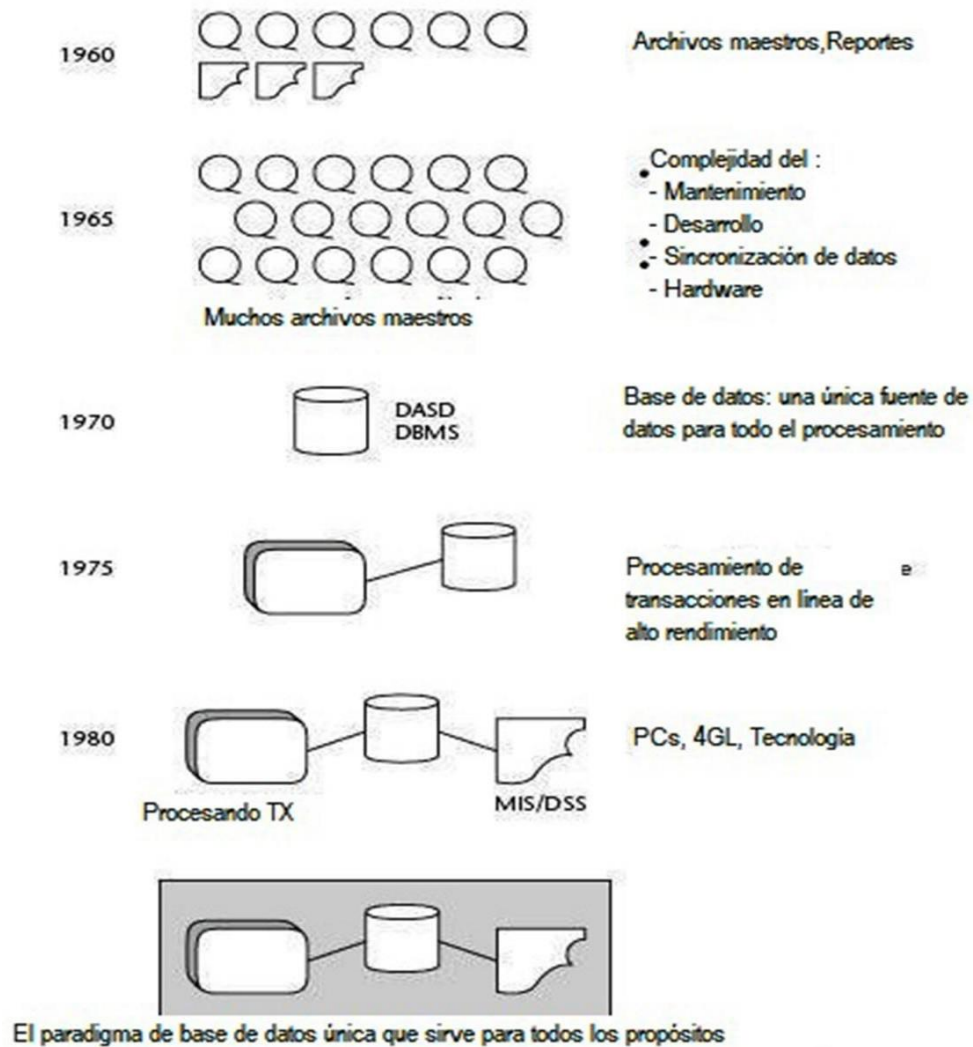 1960
Archivos maestros,Reportes
1965
Complejidad del :
- Mantenimiento
- Desarrollo
- Sincronización de datos
- Hardware
Muchos archivos maestros
1970
DASD
DBMS
Base de datos: una única fuente de
datos para todo el procesamiento
1975
Procesamiento de e
transacciones en línea de
alto rendimiento
1980
PCs, 4GL, Tecnologia
Procesando TX
MIS/DSS
El paradigma de base de datos única que sirve para todos los propósitos